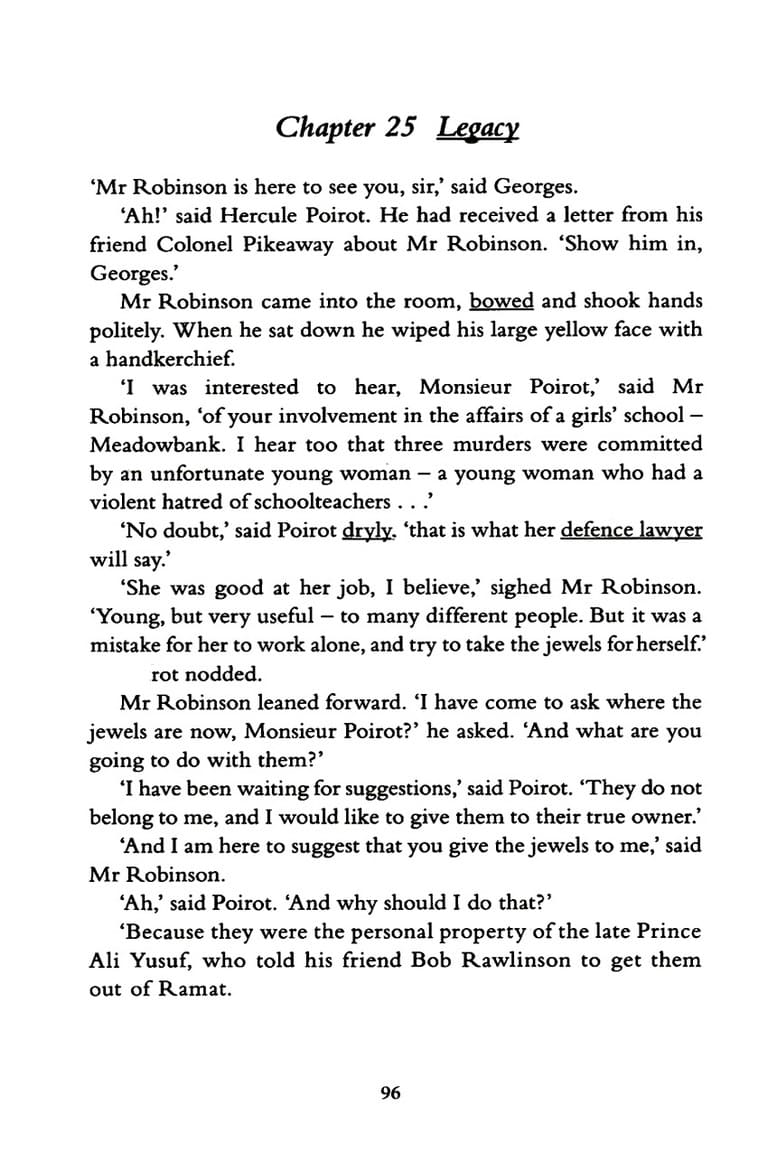 Chapter 25 Legacy
‘Mr Robinson is here to see you, sir,’ said Georges.
‘Ah!’ said Hercule Poirot. He had received a letter from his
friend Colonel Pikeaway about Mr Robinson. ‘Show him in,
Georges.’
Mr Robinson came into the room, bowed and shook hands
politely. When he sat down he wiped his large yellow face with
a handkerchief.
‘I was interested to hear, Monsieur Poirot,’ said Mr
Robinson, ‘of your involvement in the affairs of a girls’ school –
Meadowbank. I hear too that three murders were committed
by an unfortunate young woman – a young woman who had a
violent hatred of schoolteachers . . .’
‘No doubt,’ said Poirot dryly. ‘that is what her defence lawyer
will say.’
‘She was good at her job, I believe,’ sighed Mr Robinson.
‘Young, but very useful – to many different people. But it was a
mistake for her to work alone, and try to take the jewels for herself.’
rot nodded.
Mr Robinson leaned forward. ‘I have come to ask where the
jewels are now, Monsieur Poirot?’ he asked. ‘And what are you
going to do with them?’
‘I have been waiting for suggestions,’ said Poirot. ‘They do not
belong to me, and I would like to give them to their true owner.’
‘And I am here to suggest that you give the jewels to me,’ said
Mr Robinson.
‘Ah,’ said Poirot. ‘And why should I do that?’
‘Because they were the personal property of the late Prince
Ali Yusuf, who told his friend Bob Rawlinson to get them
out of Ramat.
96